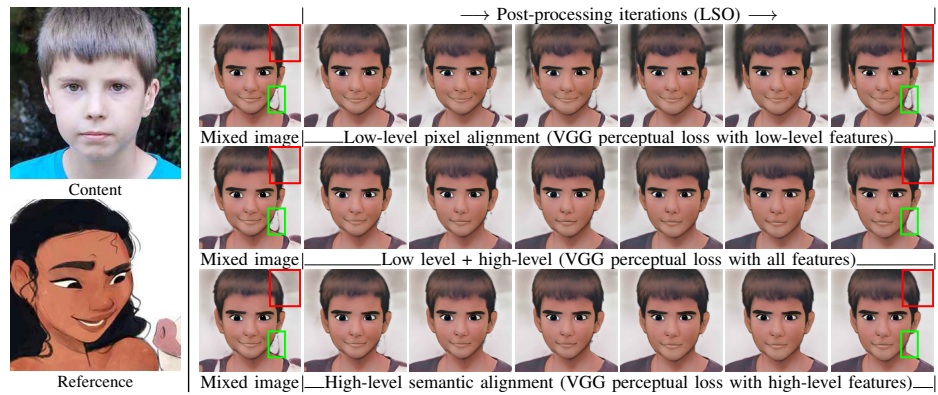 ⟶ Post-processing iterations (LSO) ⟶
Mixed image
Low-level pixel alignment (VGG perceptual loss with low-level features)
Content
Mixed image
Low level + high-level (VGG perceptual loss with all features)
Refercence
Mixed image
High-level semantic alignment (VGG perceptual loss with high-level features)